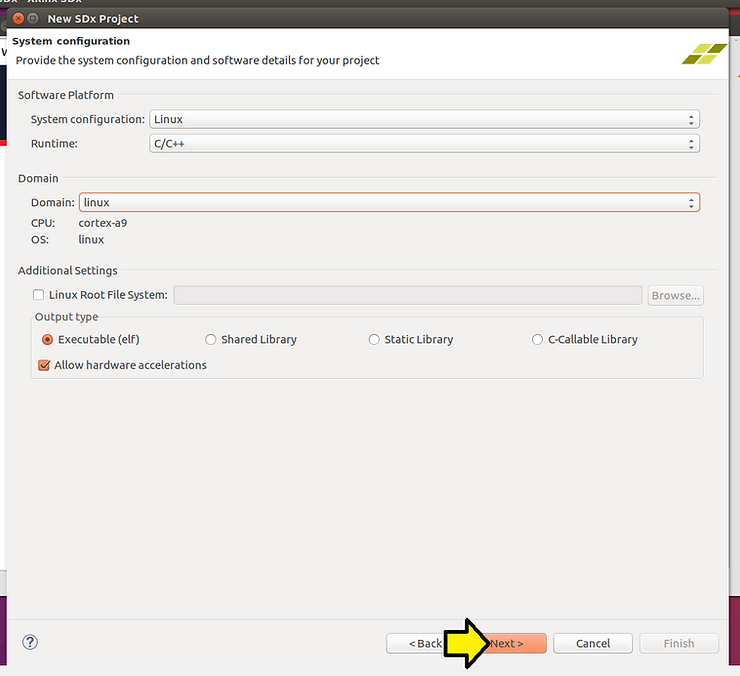 New SDx Project
System configuration
Provide the system configuration and software details for your project
Software Platform
System configuration: Linux
Runtime: C/C++
Domain
Domain: linux
CPU: cortex-a9
OS: linux
Additional Settings
Linux Root File System: Browse...
Output type
Executable (elf) Shared Library Static Library C-Callable Library
Allow hardware accelerations
? < Back Next > Cancel Finish